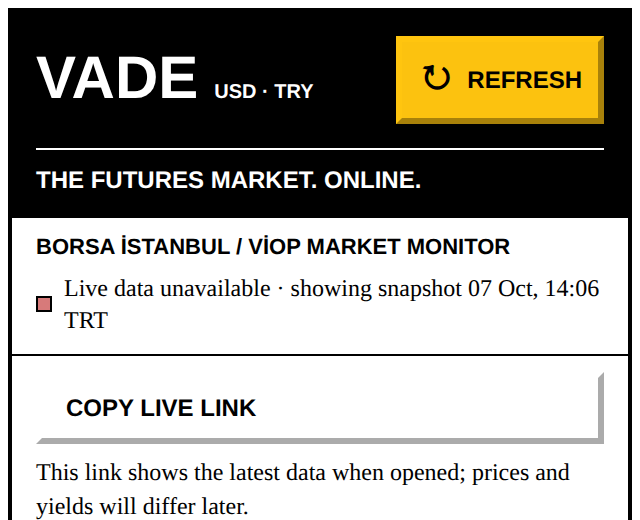 VADE USD · TRY
↻ REFRESH
THE FUTURES MARKET. ONLINE.
BORSA İSTANBUL / VİOP MARKET MONITOR
Live data unavailable · showing snapshot 07 Oct, 14:06
TRT
COPY LIVE LINK
This link shows the latest data when opened; prices and
yields will differ later.